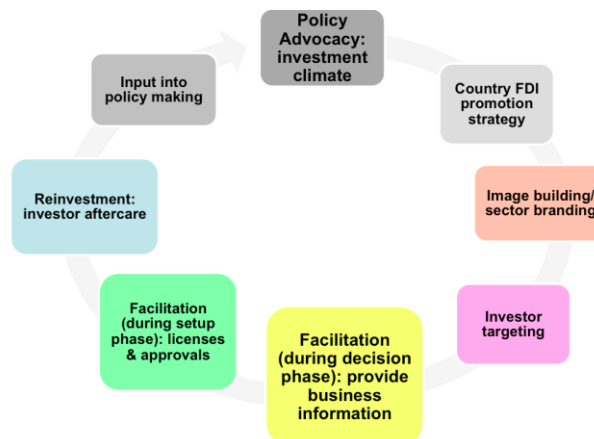 Policy
Advocacy:
investment
climate
Country FDI
promotion
strategy
Image building/
sector branding
Investor
targeting
Facilitation
(during decision
phase): provide
business
information
Facilitation
(during setup
phase): licenses
& approvals
Reinvestment:
investor aftercare
Input into
policy making